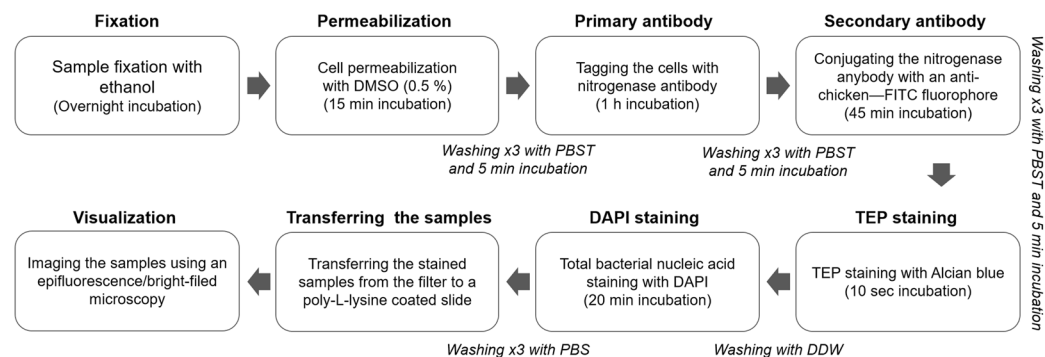 Fixation
Sample fixation with
ethanol
(Overnight incubation)
Permeabilization
Cell permeabilization
with DMSO (0.5 %)
(15 min incubation)
Washing x3 with PBST
and 5 min incubation
Primary antibody
Tagging the cells with
nitrogenase antibody
(1 h incubation)
Washing x3 with PBST
and 5 min incubation
Secondary antibody
Conjugating the nitrogenase
anybody with an anti-
chicken—FITC fluorophore
(45 min incubation)
Washing x3 with PBST and 5 min incubation
TEP staining
TEP staining with Alcian blue
(10 sec incubation)
Washing with DDW
DAPI staining
Total bacterial nucleic acid
staining with DAPI
(20 min incubation)
Washing x3 with PBS
Transferring the samples
Transferring the stained
samples from the filter to a
poly-L-lysine coated slide
Visualization
Imaging the samples using an
epifluorescence/bright-filed
microscopy